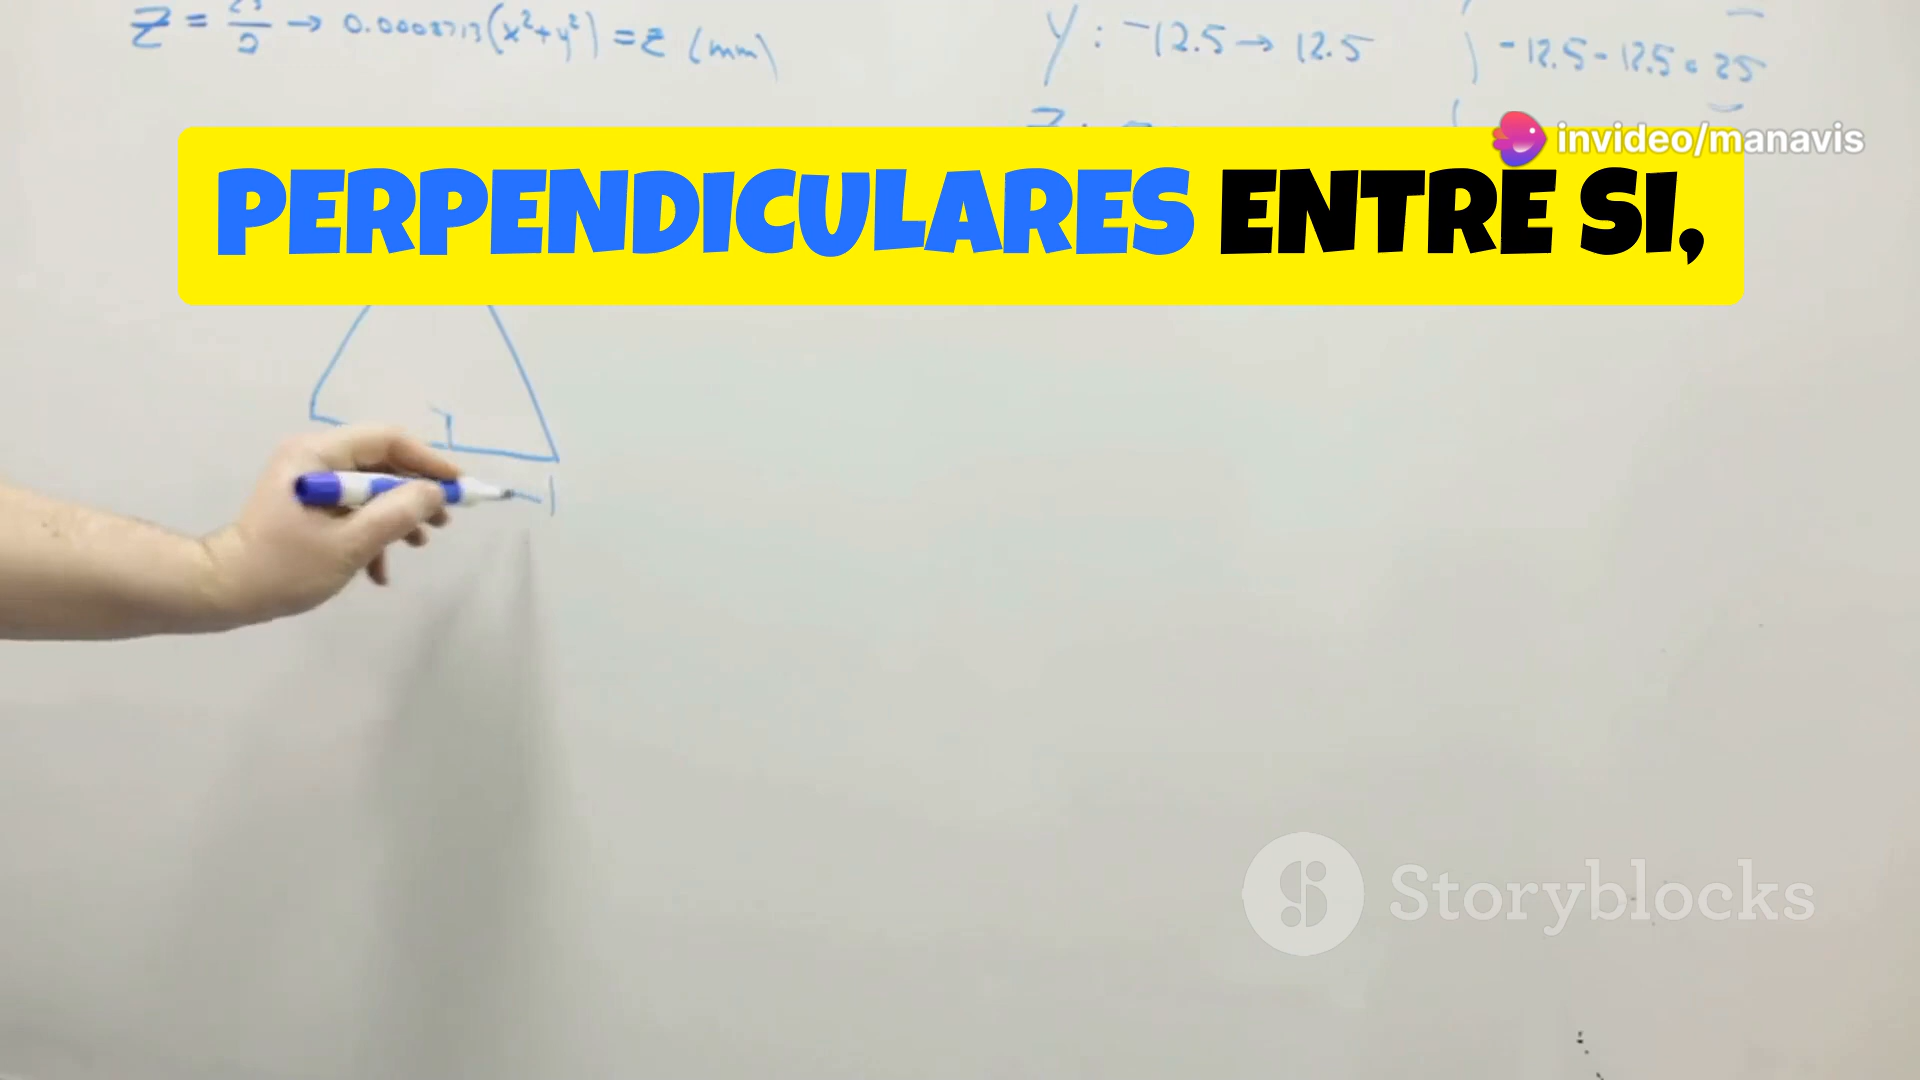 Z = /2 → 0.0008713(x²+y²) = z (mm)
y: -12.5 → 12.5
-12.5 - 12.5 = 25
invideo/manavis
PERPENDICULARES ENTRE SI,
Storyblocks